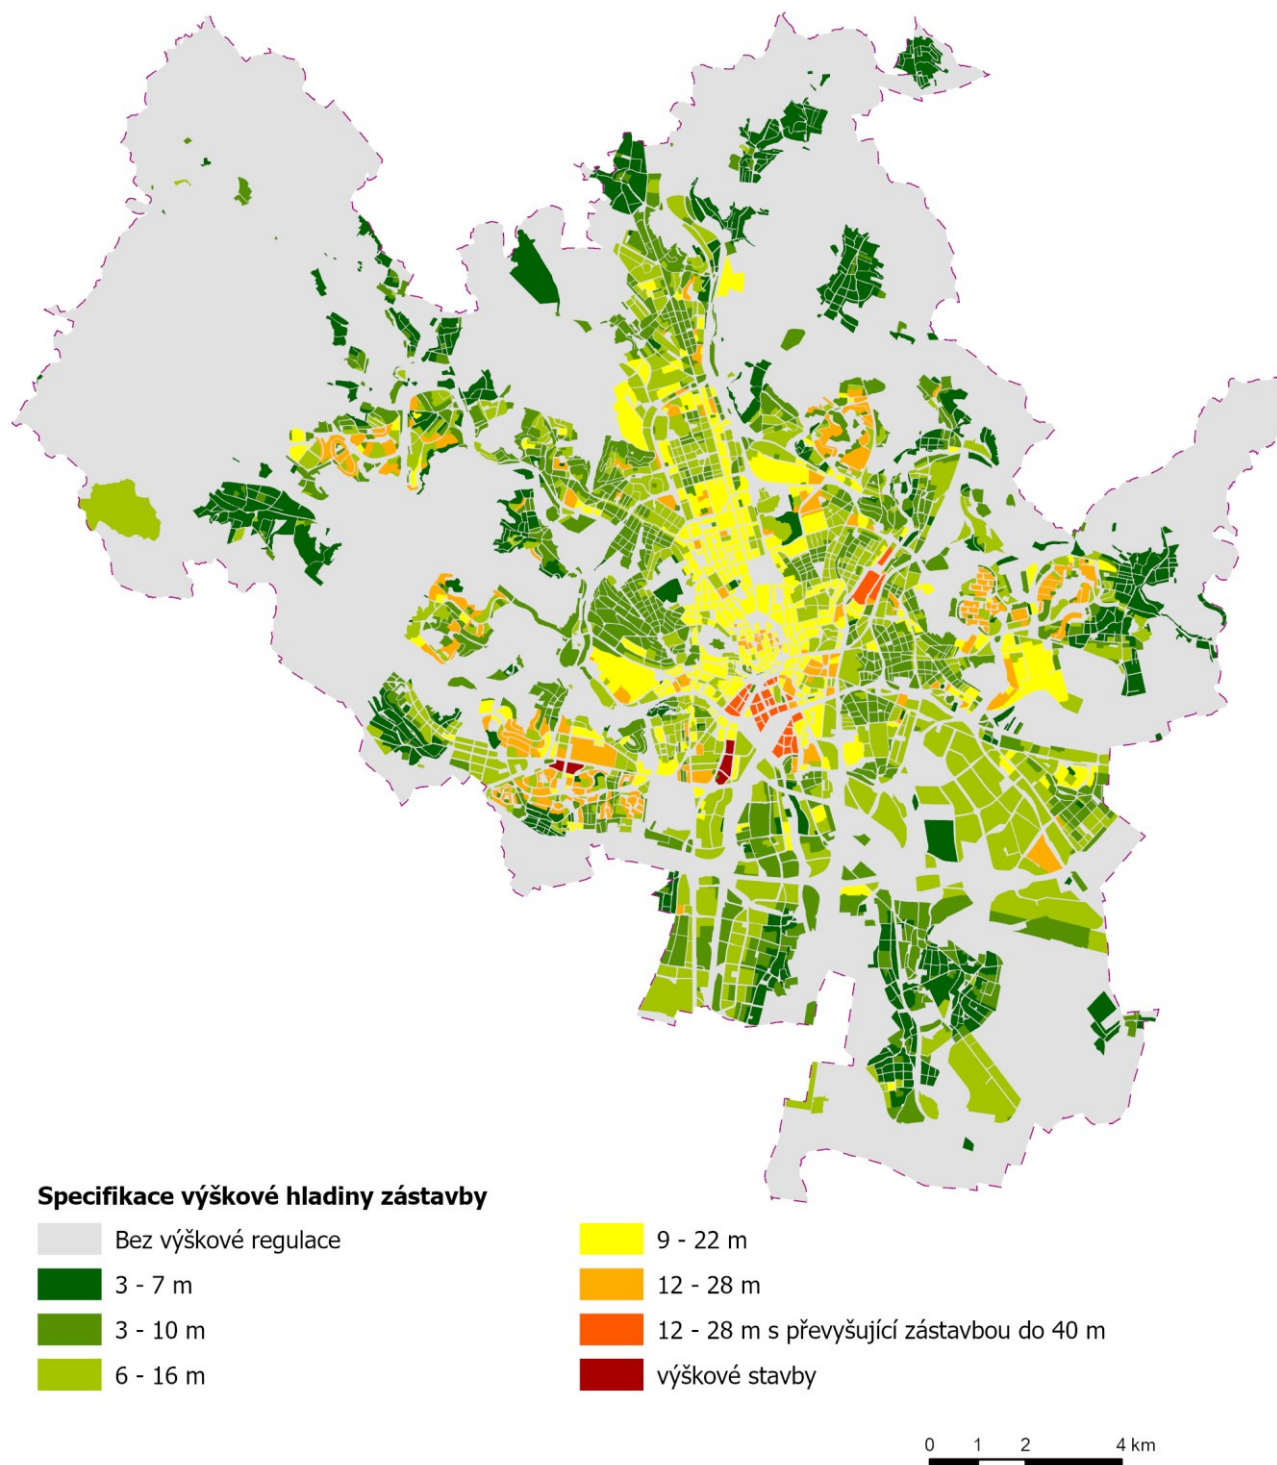 Specifikace výškové hladiny zástavby
Bez výškové regulace
3 - 7 m
3 - 10 m
6 - 16 m
9 - 22 m
12 - 28 m
12 - 28 m s převyšující zástavbou do 40 m
výškové stavby
0 1 2 4 km